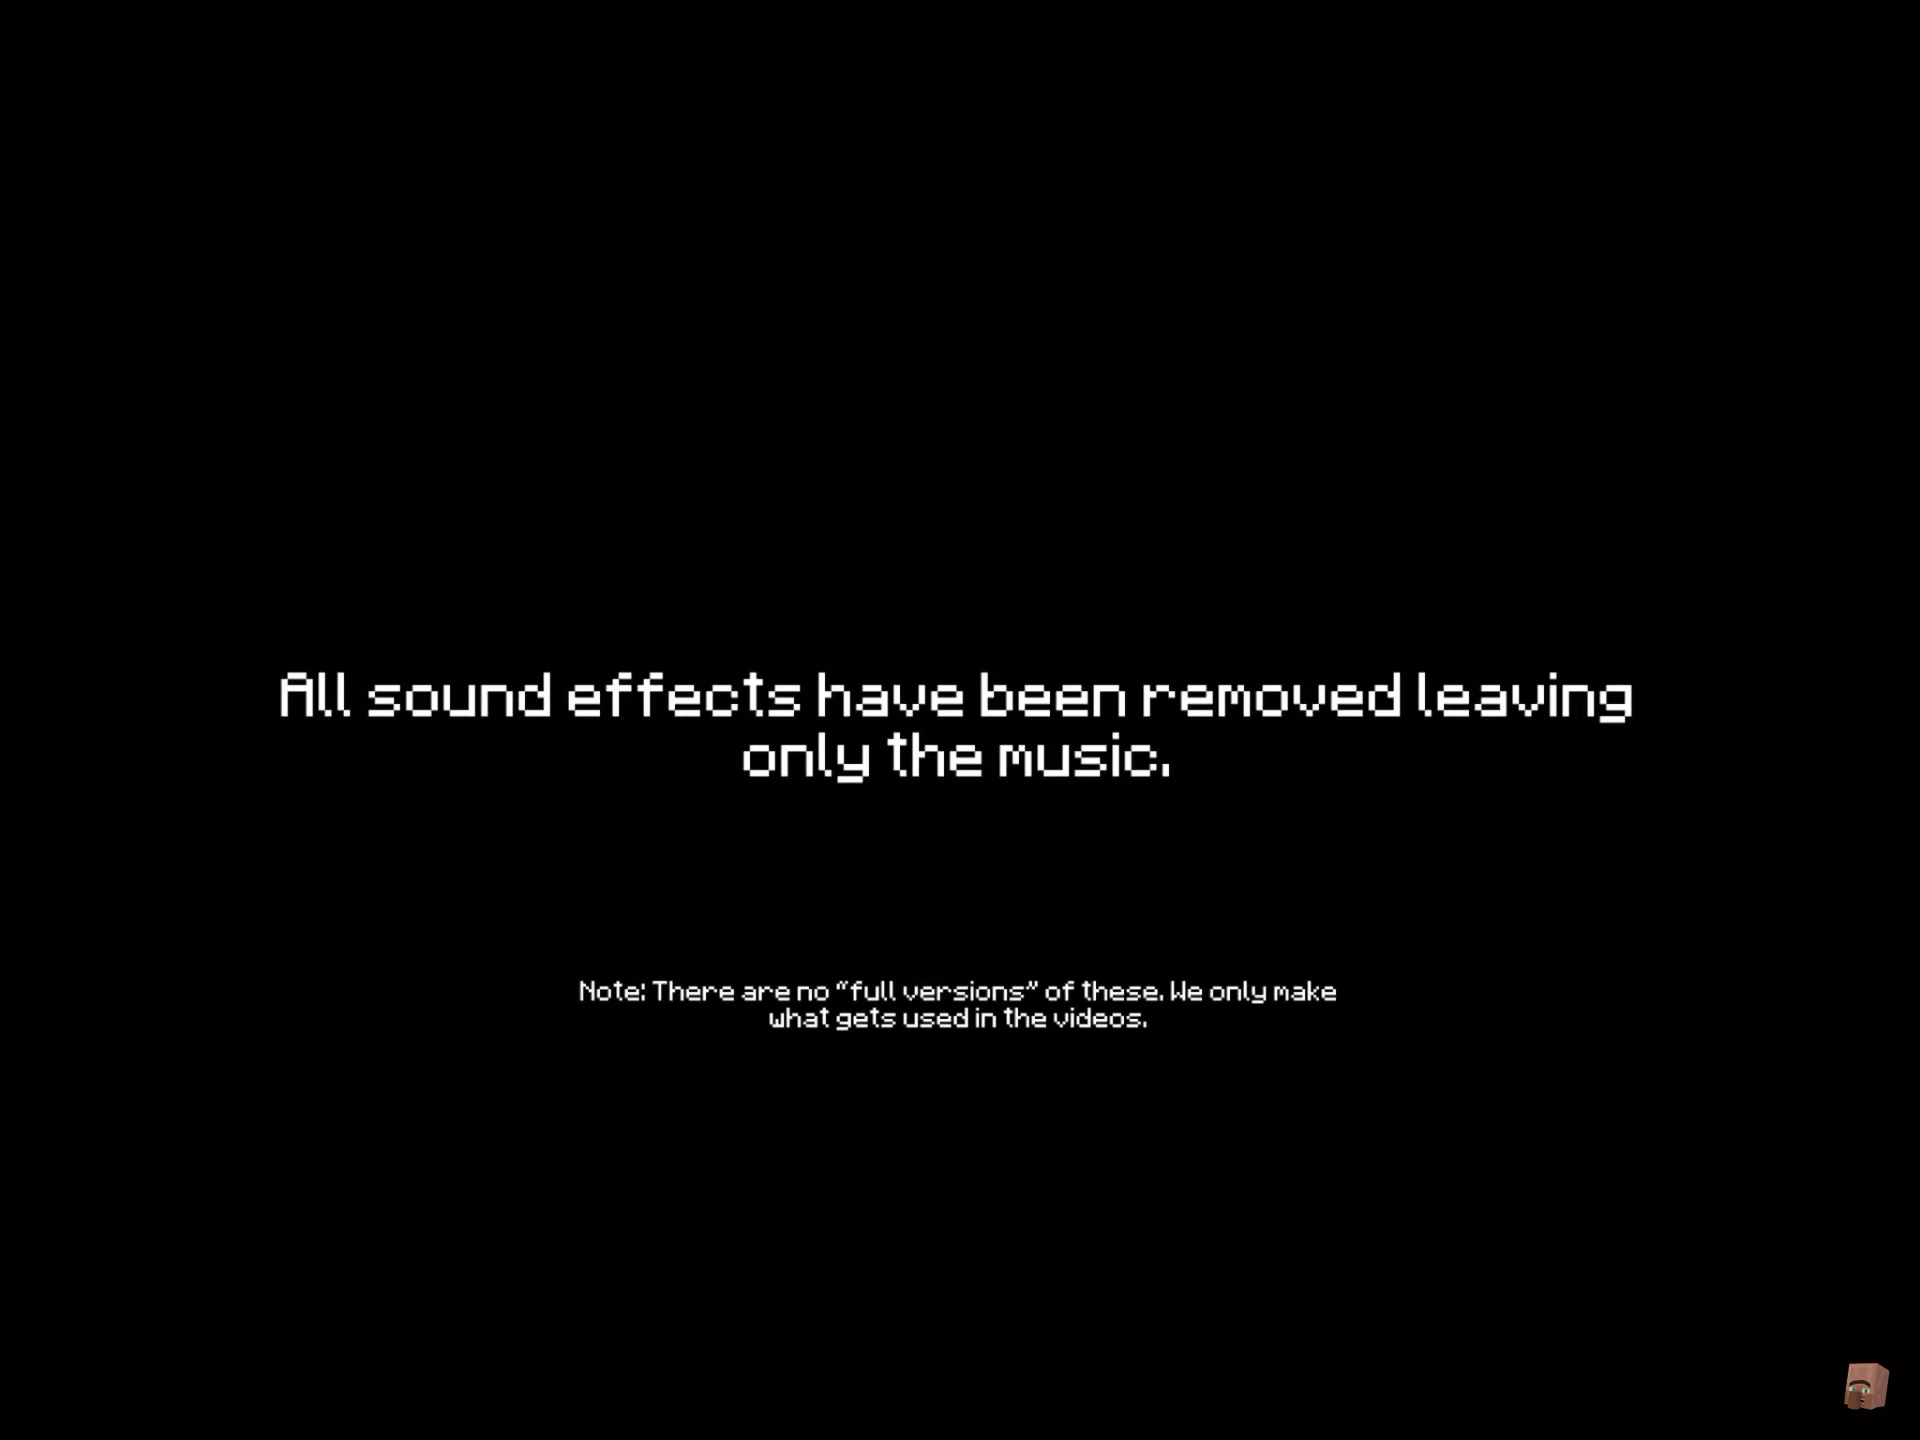 All sound effects have been removed leaving
only the music.
Note: There are no “full versions” of these. We only make
what gets used in the videos.